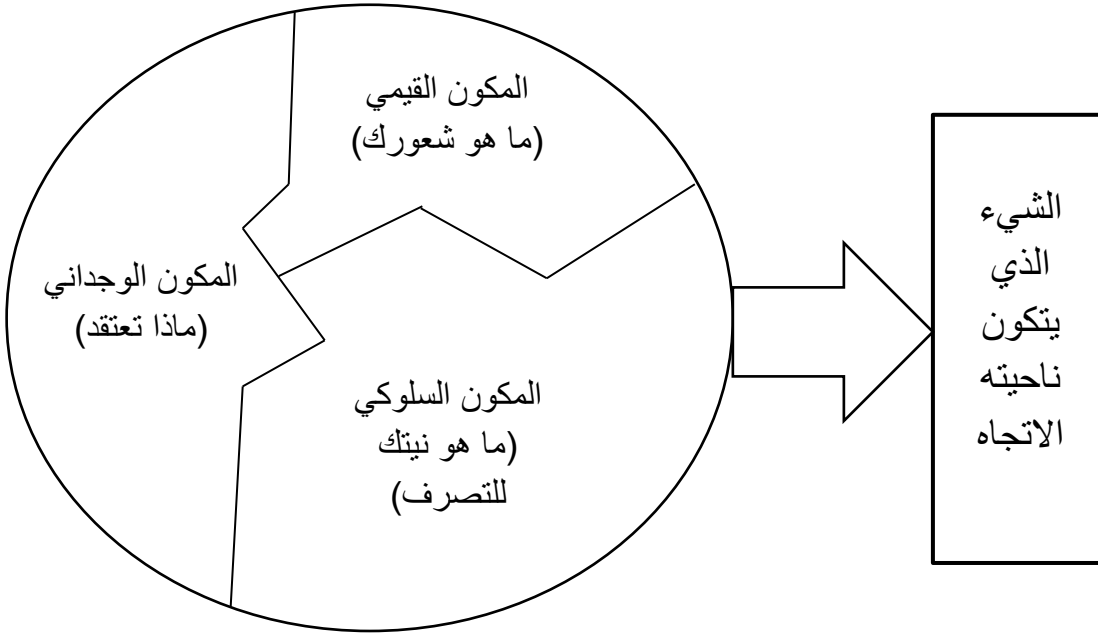 المكون القيمي
(ما هو شعورك)
المكون الوجداني
(ماذا تعتقد)
المكون السلوكي
(ما هو نيتك
للتصرف)
الشيء
الذي
يتكون
ناحيته
الاتجاه